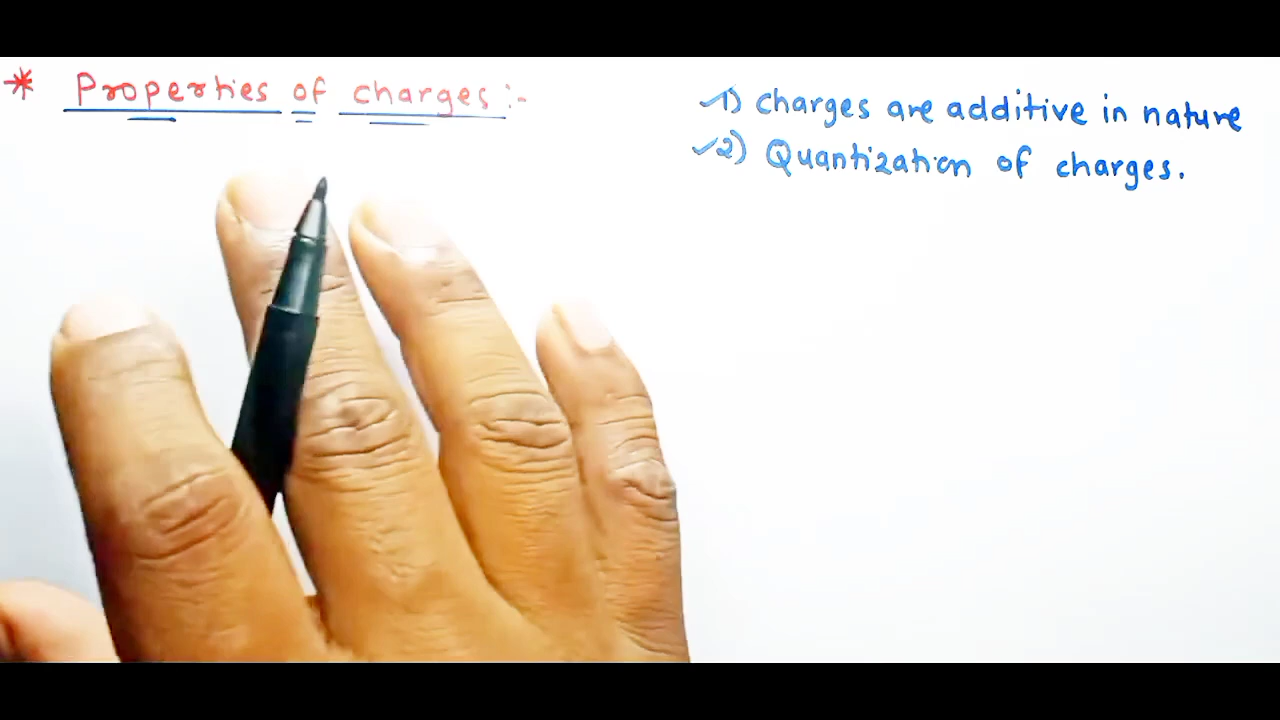 * Properties of charges :-
1) charges are additive in nature
2) Quantization of charges.